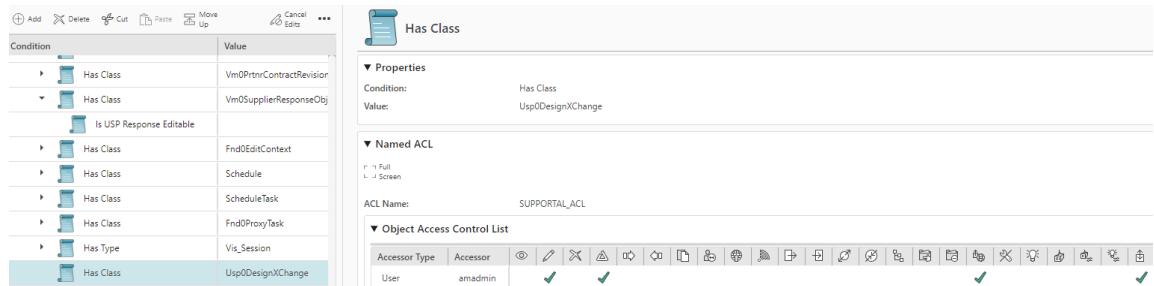 Add Delete Cut Paste Move Up Cancel Edits •••
Condition Value
Has Class Vm0PrtnrContractRevision
Has Class Vm0SupplierResponseObj
Is USP Response Editable
Has Class Fnd0EditContext
Has Class Schedule
Has Class ScheduleTask
Has Class Fnd0ProxyTask
Has Type Vis_Session
Has Class Usp0DesignXChange
Has Class
Properties
Condition: Has Class
Value: Usp0DesignXChange
Named ACL
Full
Screen
ACL Name: SUPPORTAL_ACL
Object Access Control List
Accessor Type Accessor
User amadmin